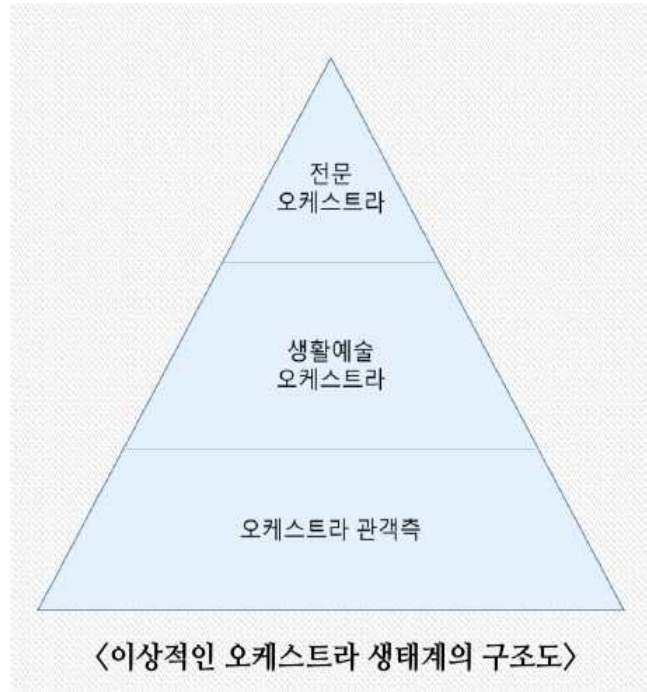 전문
오케스트라
생활예술
오케스트라
오케스트라 관객측
〈이상적인 오케스트라 생태계의 구조도〉